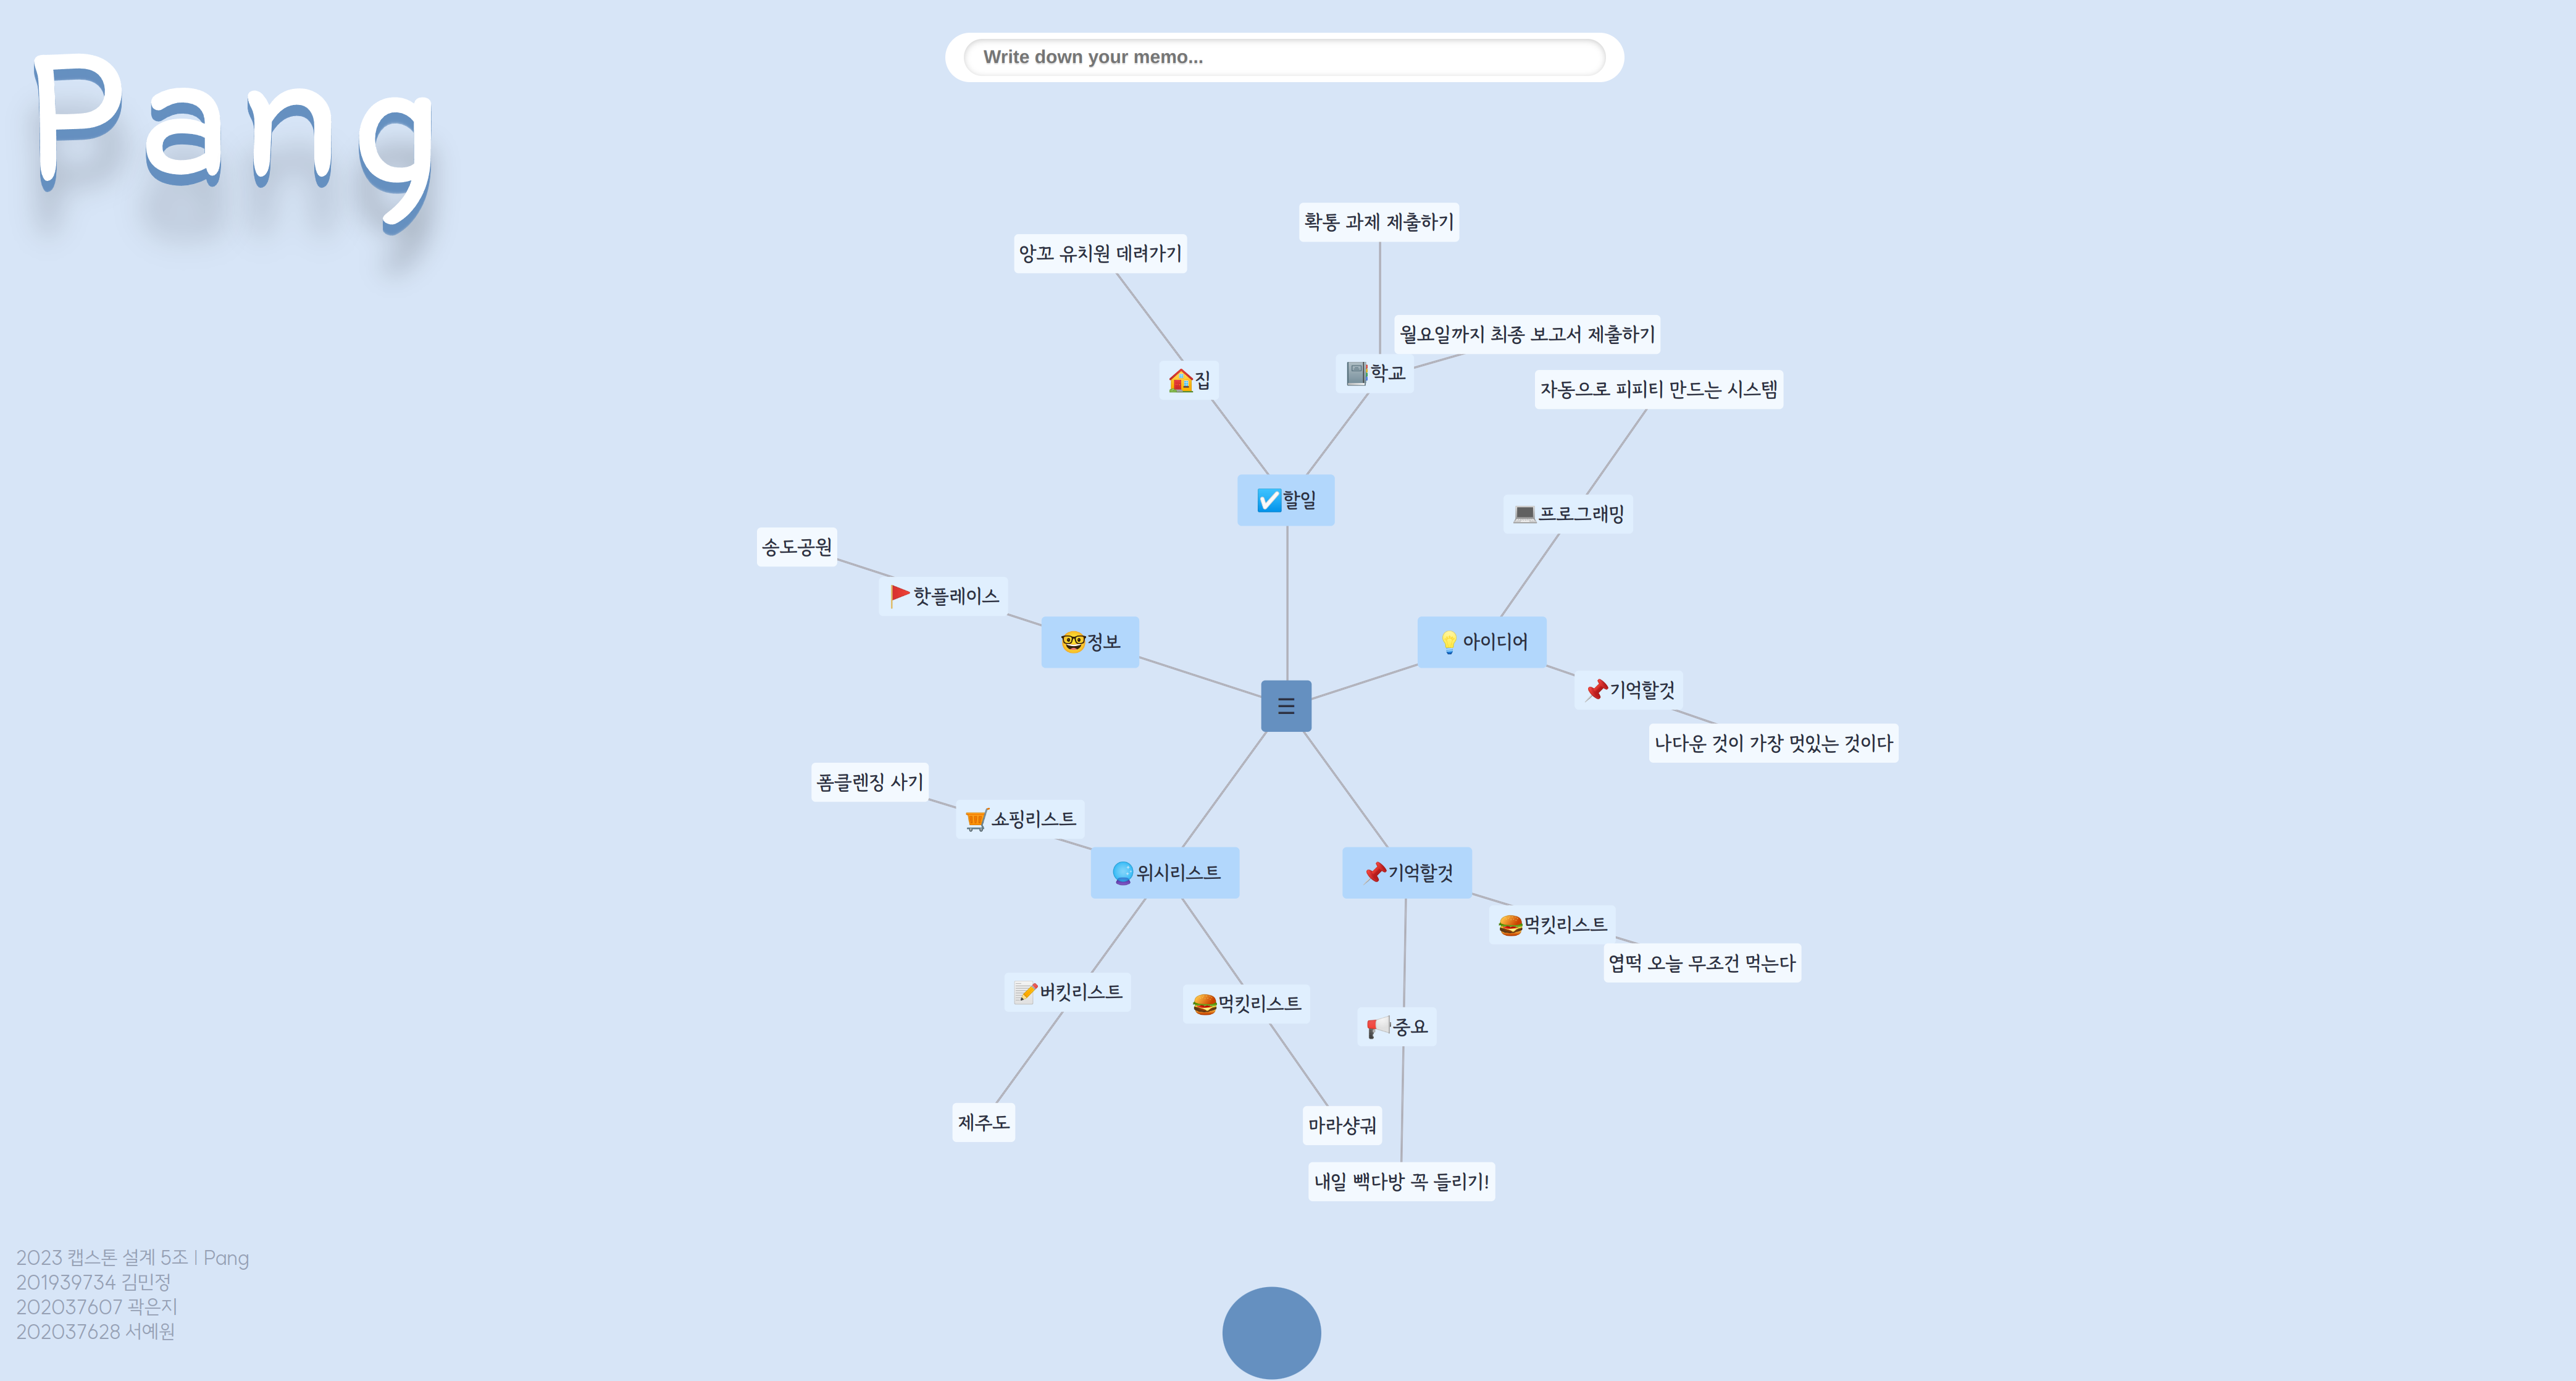 Pang
Write down your memo...
확통 과제 제출하기
앙꼬 유치원 데려가기
월요일까지 최종 보고서 제출하기
집
학교
자동으로 피피티 만드는 시스템
할일
프로그래밍
송도공원
핫플레이스
정보
아이디어
기억할것
나다운 것이 가장 멋있는 것이다
폼클렌징 사기
쇼핑리스트
위시리스트
기억할것
먹킷리스트
엽떡 오늘 무조건 먹는다
버킷리스트
먹킷리스트
중요
제주도
마라샹궈
내일 빽다방 꼭 들리기!
2023 캡스톤 설계 5조 | Pang
201939734 김민정
202037607 곽은지
202037628 서예원